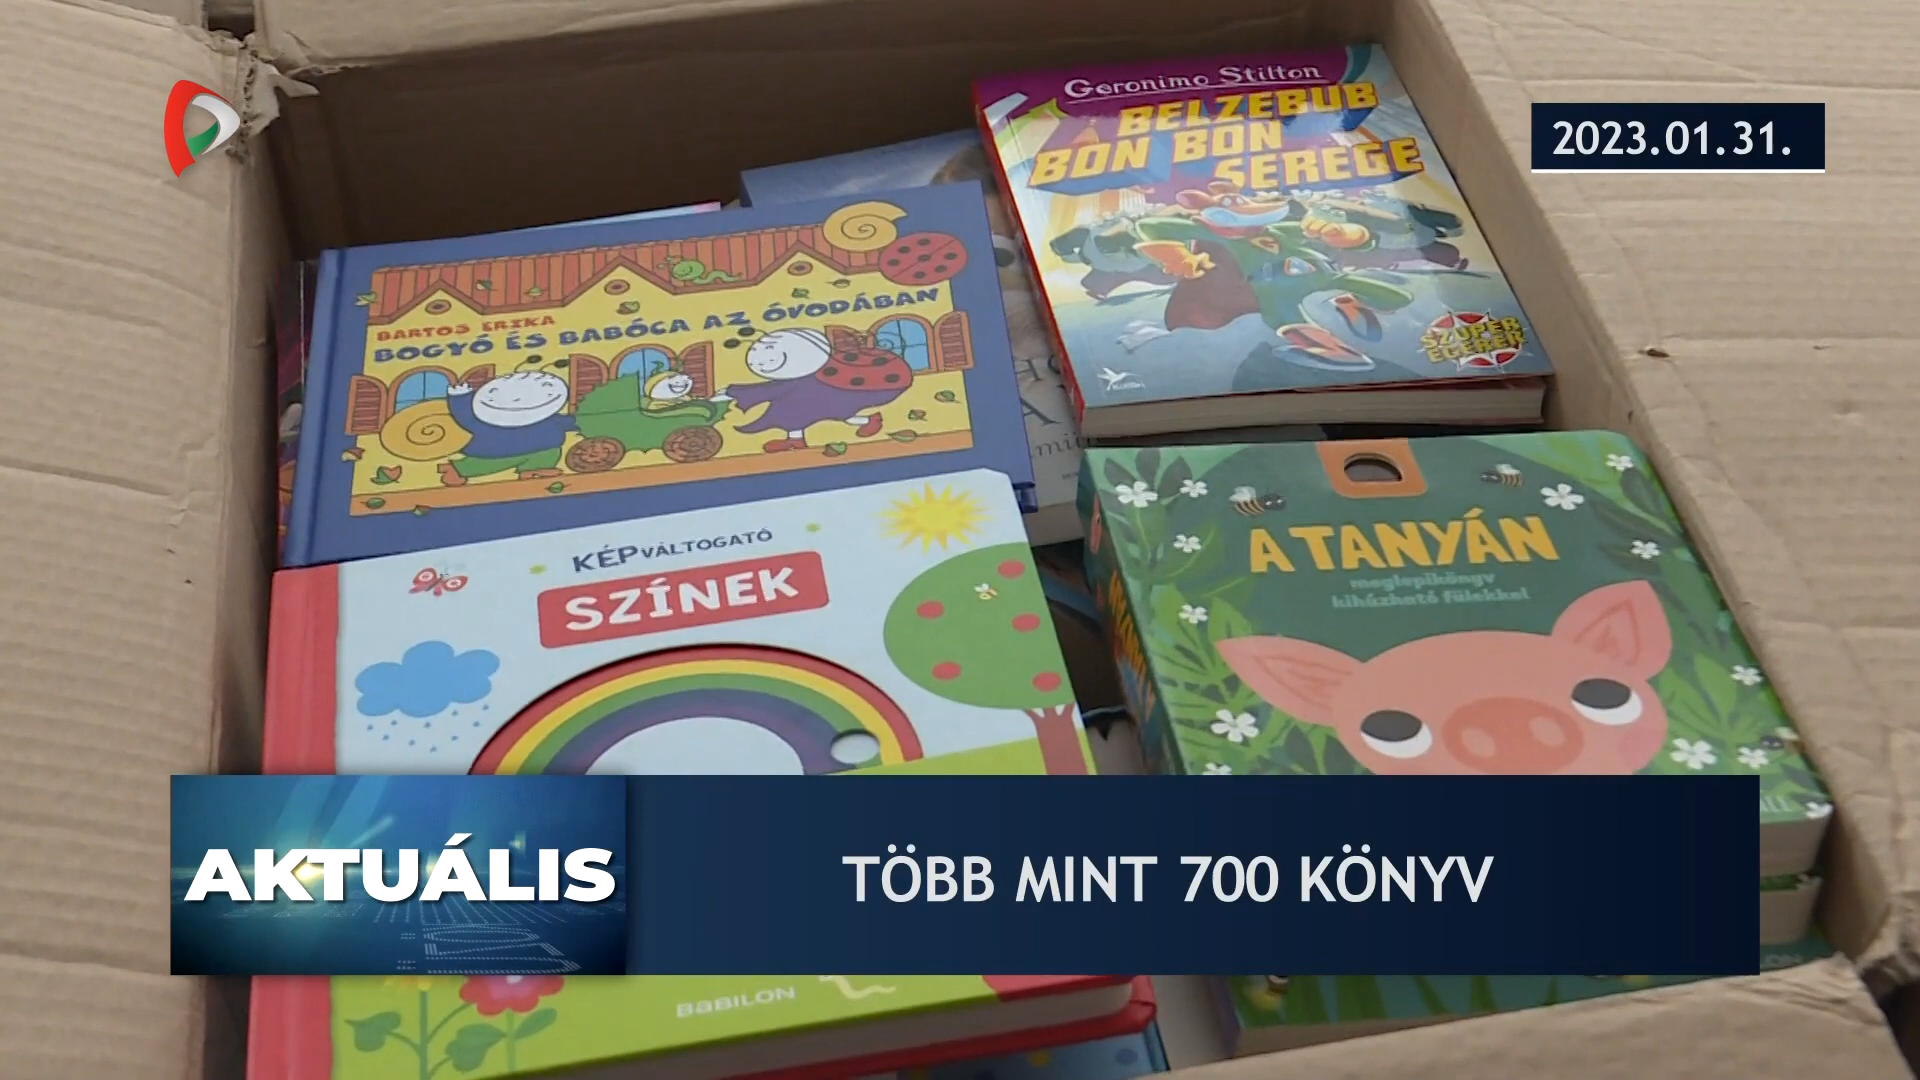 2023.01.31.
Geronimo Stilton
BELZEBUB
BON BON
SEREGE
SZUPER
EGEREK
BARTOS ERIKA
BOGYÓ ÉS BABÓCA AZ ÓVODÁBAN
KÉPVÁLTOGATÓ
SZÍNEK
A TANYÁN
meglepikönyv
kihúzható fülekkel
AKTUÁLIS
TÖBB MINT 700 KÖNYV
BABILON